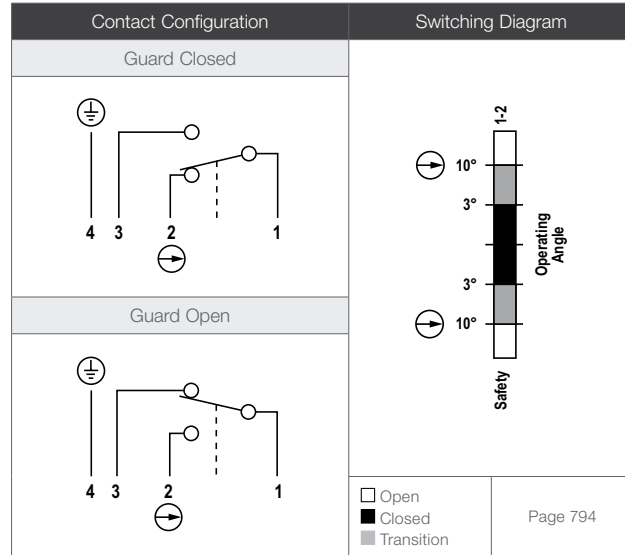 Contact Configuration
Switching Diagram
Guard Closed
4 3 2 1
Guard Open
4 3 2 1
1-2
10°
3°
3°
10°
Operating
Angle
Safety
Open
Closed
Transition
Page 794